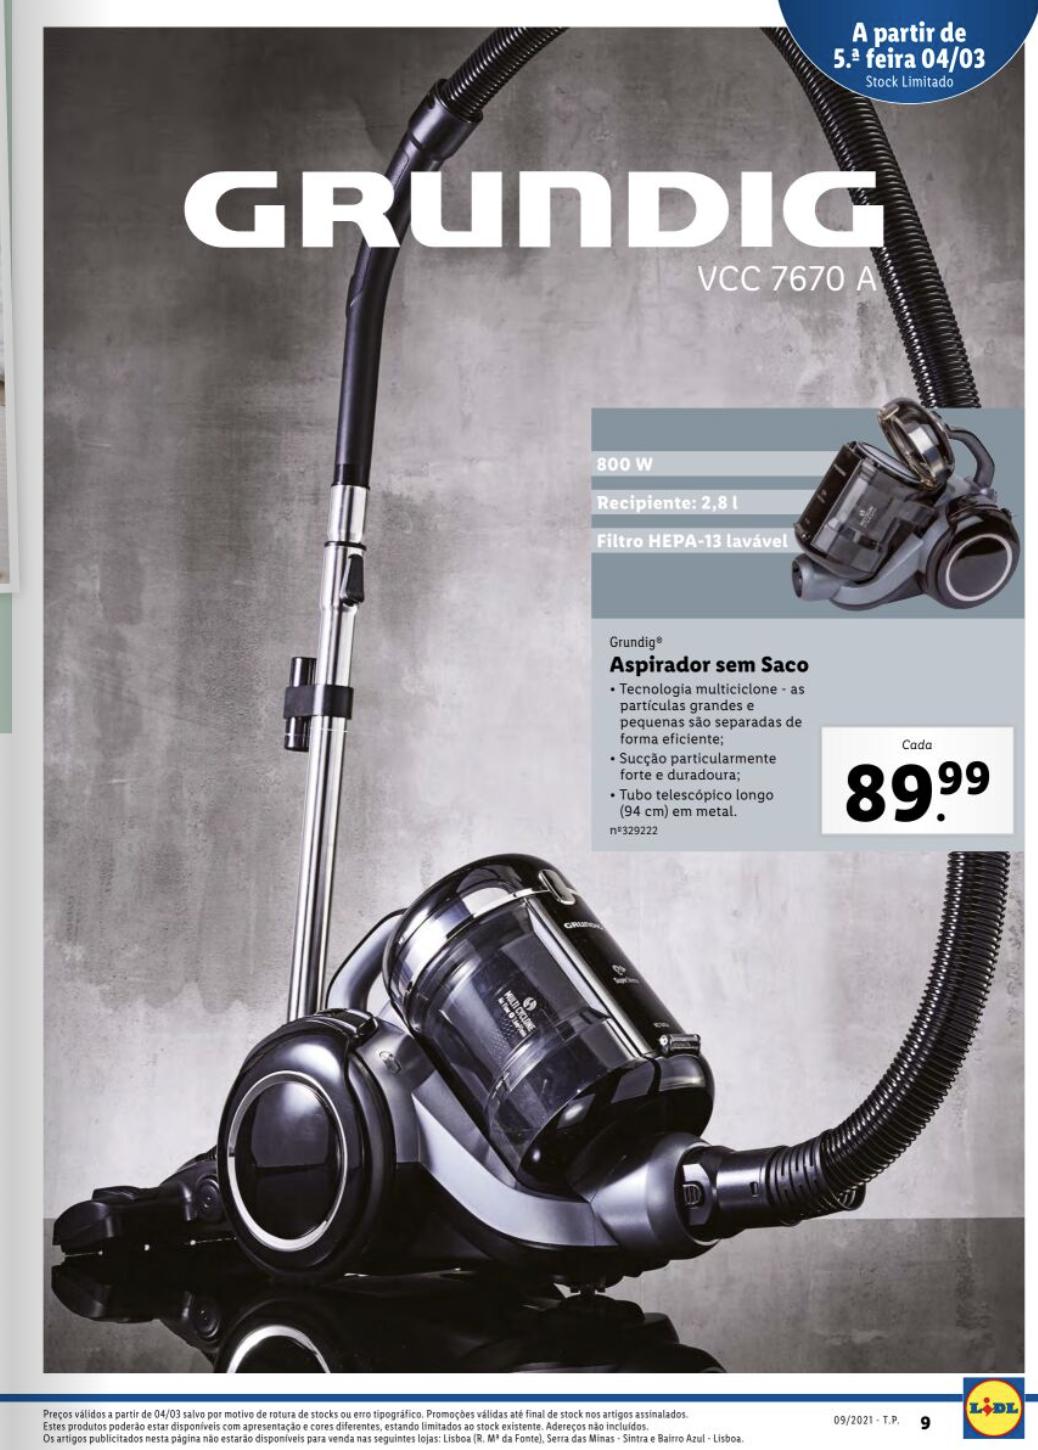 A partir de
5.ª feira 04/03
Stock Limitado
GRUNDIG
VCC 7670 A
800 W
Recipiente: 2,8 l
Filtro HEPA-13 lavável
Grundig®
Aspirador sem Saco
• Tecnologia multiciclone - as
partículas grandes e
pequenas são separadas de
forma eficiente;
• Sucção particularmente
forte e duradoura;
• Tubo telescópico longo
(94 cm) em metal.
nº329222
Cada
89.99
GRUNDIG
MULTI CYCLONE
Preços válidos a partir de 04/03 salvo por motivo de rotura de stocks ou erro tipográfico. Promoções válidas até final de stock nos artigos assinalados.
Estes produtos poderão estar disponíveis com apresentação e cores diferentes, estando limitados ao stock existente. Adereços não incluídos.
Os artigos publicitados nesta página não estarão disponíveis para venda nas seguintes lojas: Lisboa (R. Mª da Fonte), Serra das Minas - Sintra e Bairro Azul - Lisboa.
09/2021 - T.P. 9
LIDL